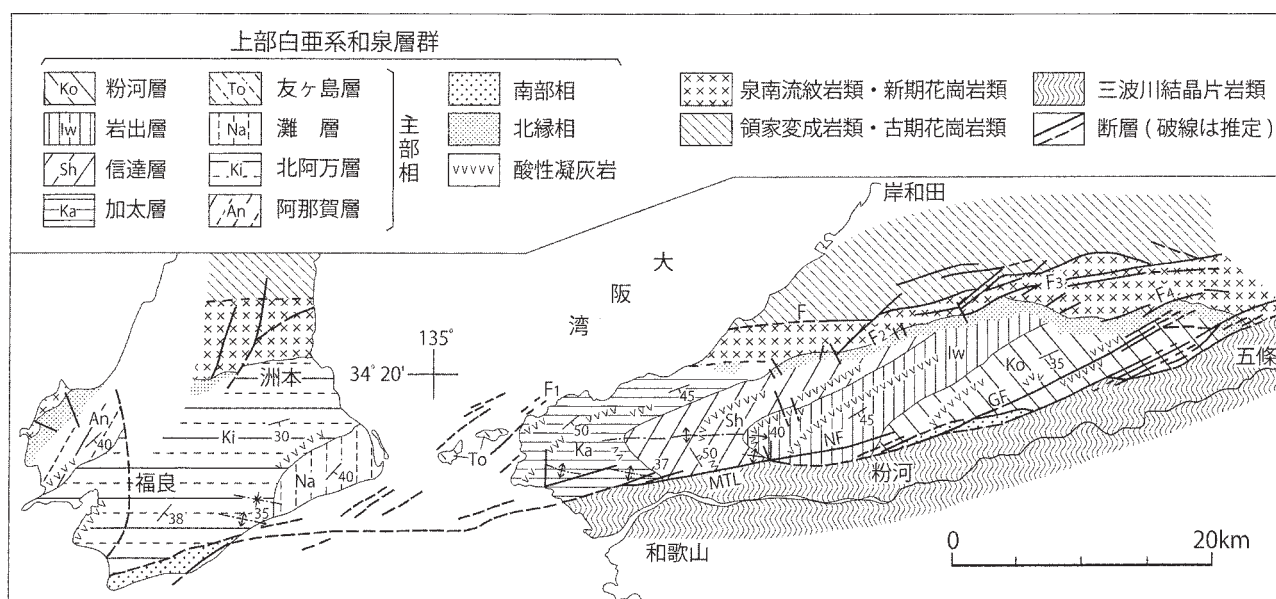 上部白亜系和泉層群
Ko 粉河層
Iw 岩出層
Sh 信達層
Ka 加太層
To 友ヶ島層
Na 灘 層
Ki 北阿万層
An 阿那賀層
主部相
南部相
北縁相
酸性凝灰岩
泉南流紋岩類・新期花崗岩類
領家変成岩類・古期花崗岩類
三波川結晶片岩類
断層(破線は推定)
岸和田
大阪湾
135°
34°20'
洲本
福良
和歌山
粉河
五條
An
40
Ki
30
Na
40
35
38
To
F1
F
F2
F3
F4
45
50
Ka
37
Sh
50
40
Iw
45
NF
Ko
35
GF
MTL
0 20km